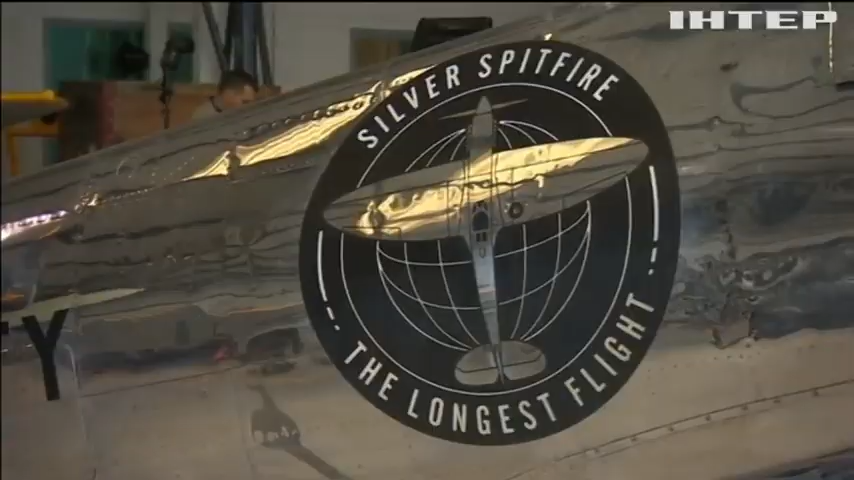 ІНТЕР
SILVER SPITFIRE
THE LONGEST FLIGHT
Y